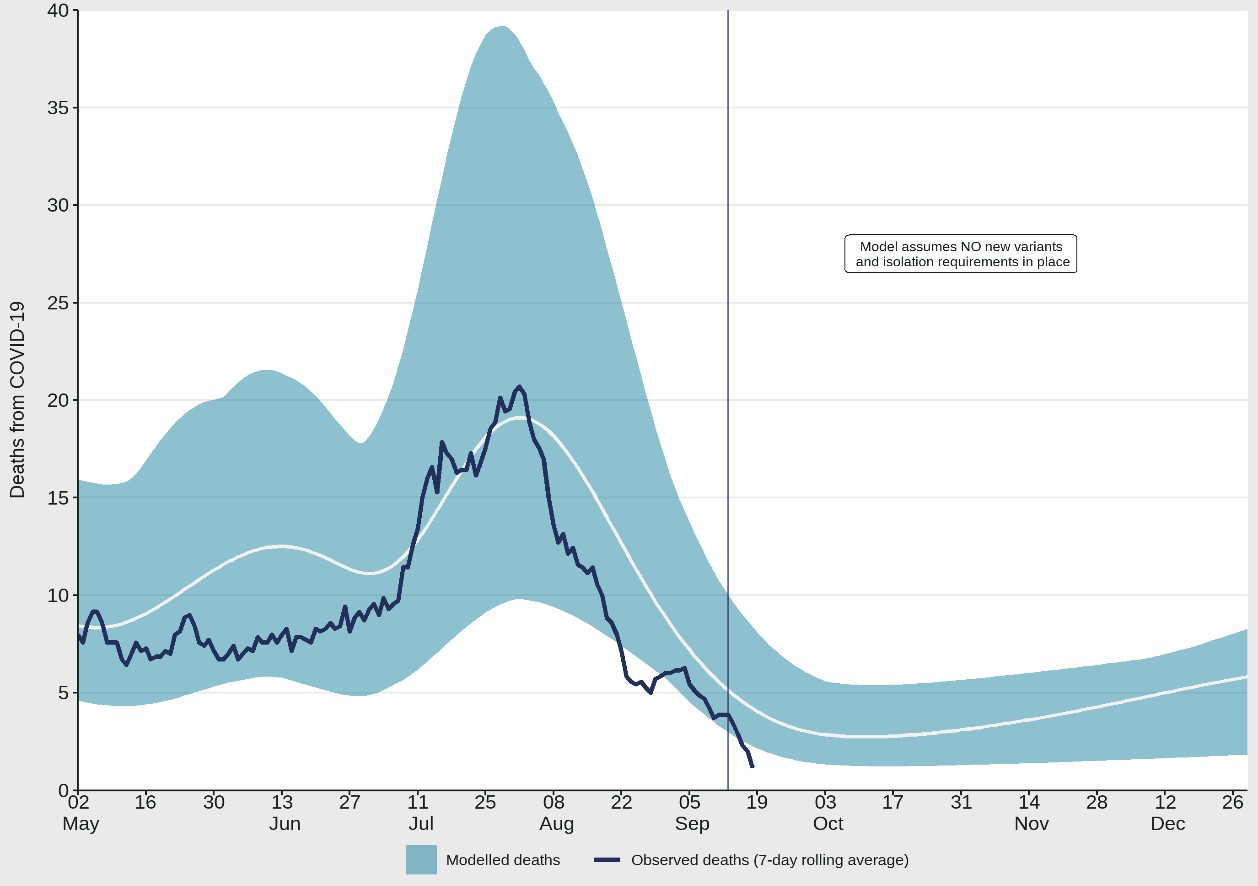 40
35
30
25
20
15
10
5
0
Deaths from COVID-19
Model assumes NO new variants
and isolation requirements in place
02 16 30 13 27 11 25 08 22 05 19 03 17 31 14 28 12 26
May Jun Jul Aug Sep Oct Nov Dec
Modelled deaths Observed deaths (7-day rolling average)